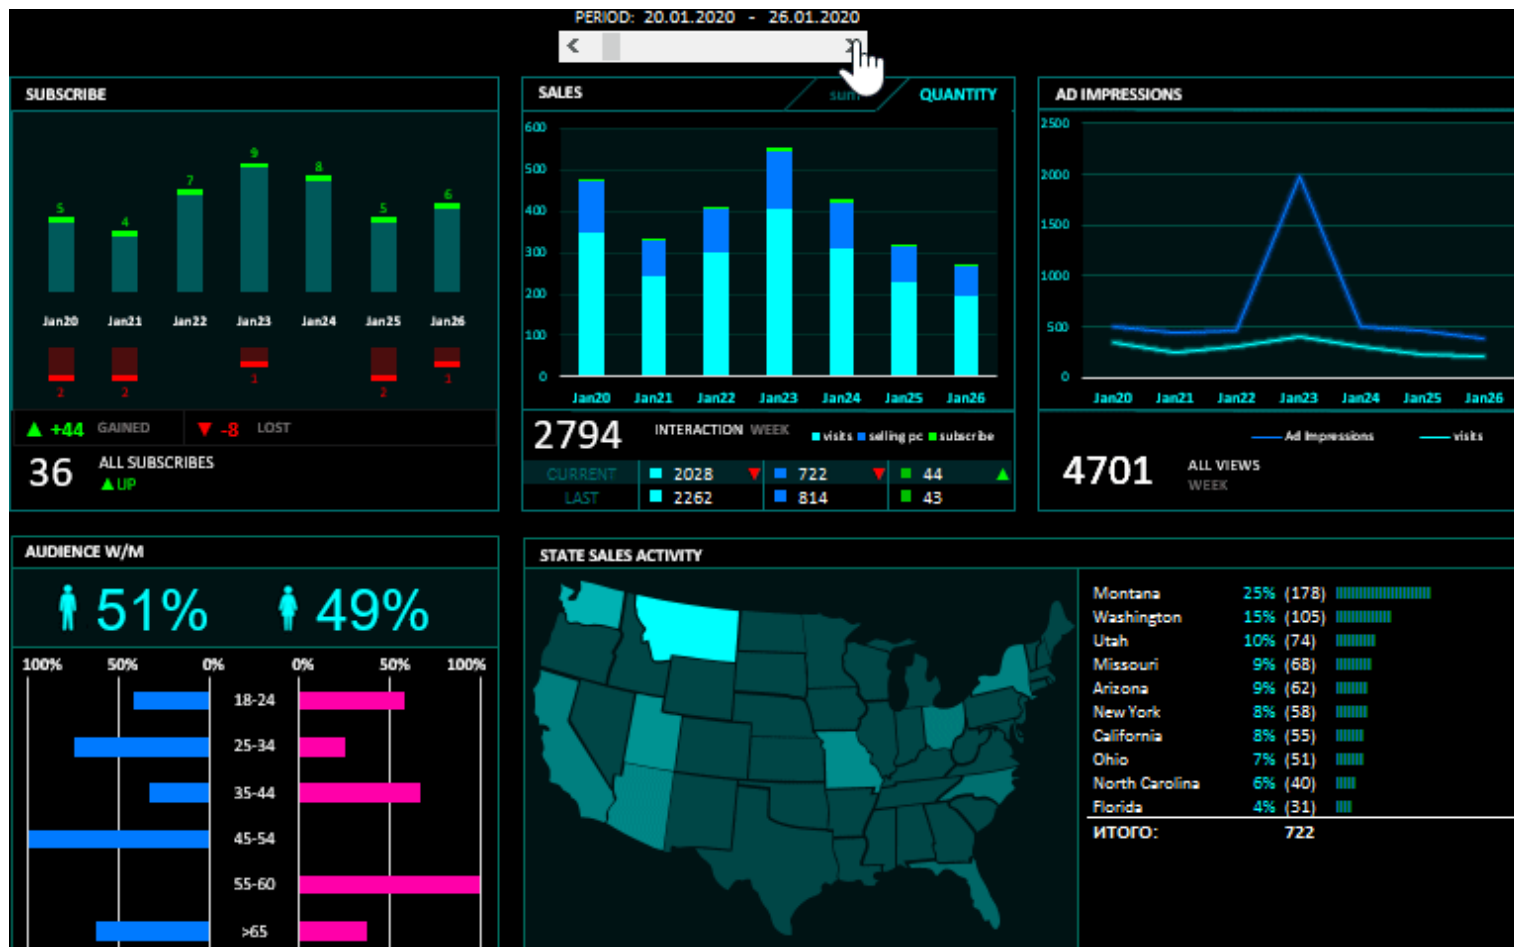 PERIOD: 20.01.2020 - 26.01.2020
SUBSCRIBE
5 4 7 9 8 5 6
Jan20 Jan21 Jan22 Jan23 Jan24 Jan25 Jan26
2 2 1 2 1
▲ +44 GAINED ▼ -8 LOST
36 ALL SUBSCRIBES
▲ UP
SALES sum QUANTITY
600
500
400
300
200
100
0
Jan20 Jan21 Jan22 Jan23 Jan24 Jan25 Jan26
2794 INTERACTION WEEK visits selling pc subscribe
CURRENT 2028 ▼ 722 ▼ 44 ▲
LAST 2262 814 43
AD IMPRESSIONS
2500
2000
1500
1000
500
0
Jan20 Jan21 Jan22 Jan23 Jan24 Jan25 Jan26
Ad Impressions visits
4701 ALL VIEWS
WEEK
AUDIENCE W/M
51% 49%
100% 50% 0% 0% 50% 100%
18-24
25-34
35-44
45-54
55-60
>65
STATE SALES ACTIVITY
Montana 25% (178)
Washington 15% (105)
Utah 10% (74)
Missouri 9% (68)
Arizona 9% (62)
New York 8% (58)
California 8% (55)
Ohio 7% (51)
North Carolina 6% (40)
Florida 4% (31)
ИТОГО: 722